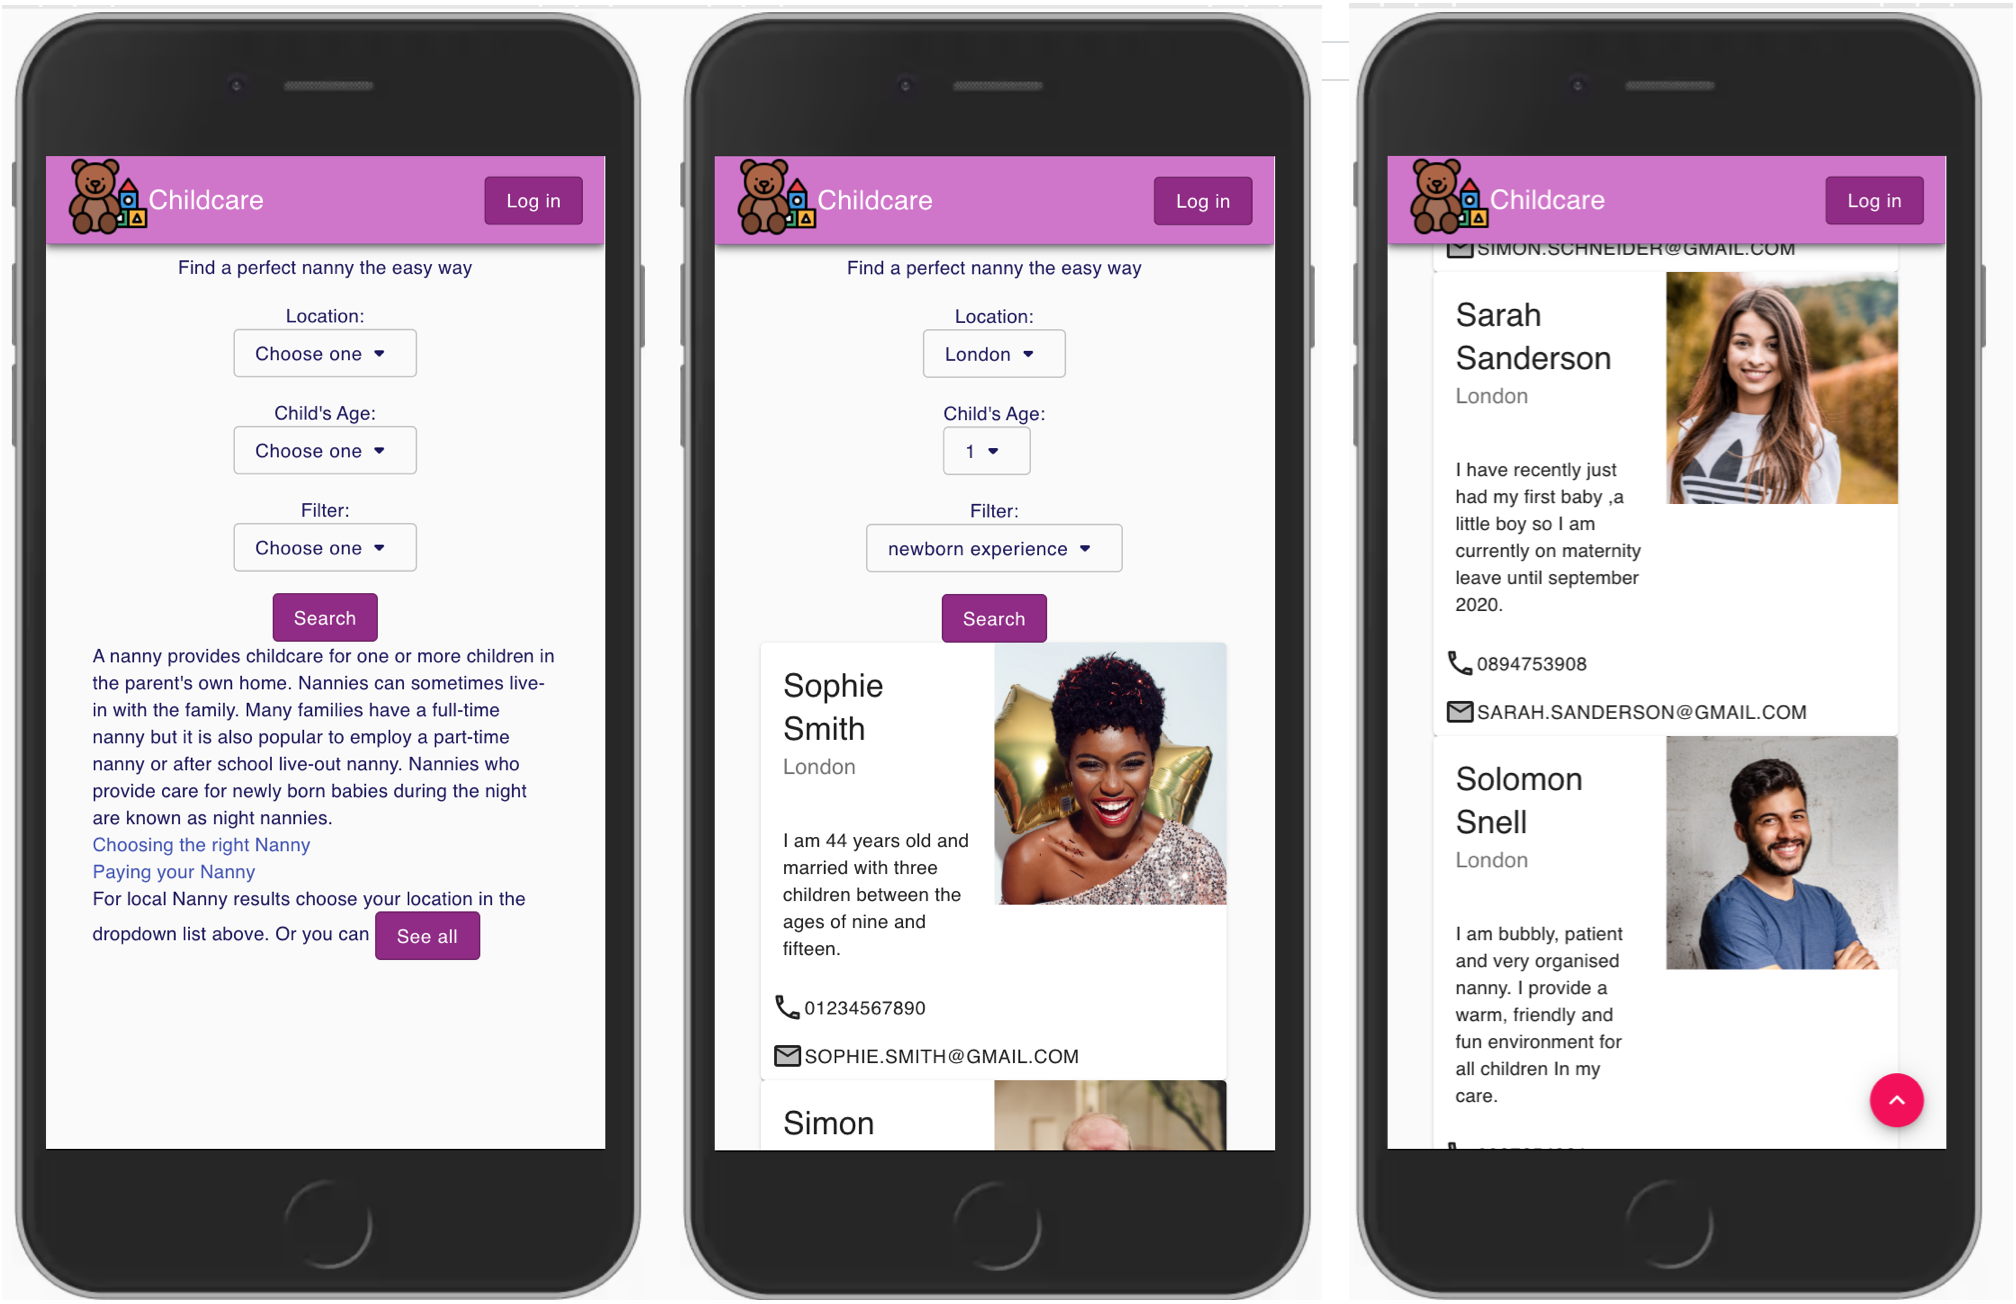 Childcare
Log in
Find a perfect nanny the easy way
Location:
Choose one
Child's Age:
Choose one
Filter:
Choose one
Search
A nanny provides childcare for one or more children in
the parent's own home. Nannies can sometimes live-
in with the family. Many families have a full-time
nanny but it is also popular to employ a part-time
nanny or after school live-out nanny. Nannies who
provide care for newly born babies during the night
are known as night nannies.
Choosing the right Nanny
Paying your Nanny
For local Nanny results choose your location in the
dropdown list above. Or you can See all
Childcare
Log in
Find a perfect nanny the easy way
Location:
London
Child's Age:
1
Filter:
newborn experience
Search
Sophie
Smith
London
I am 44 years old and
married with three
children between the
ages of nine and
fifteen.
01234567890
SOPHIE.SMITH@GMAIL.COM
Simon
Childcare
Log in
SIMON.SCHNEIDER@GMAIL.COM
Sarah
Sanderson
London
I have recently just
had my first baby ,a
little boy so I am
currently on maternity
leave until september
2020.
0894753908
SARAH.SANDERSON@GMAIL.COM
Solomon
Snell
London
I am bubbly, patient
and very organised
nanny. I provide a
warm, friendly and
fun environment for
all children In my
care.